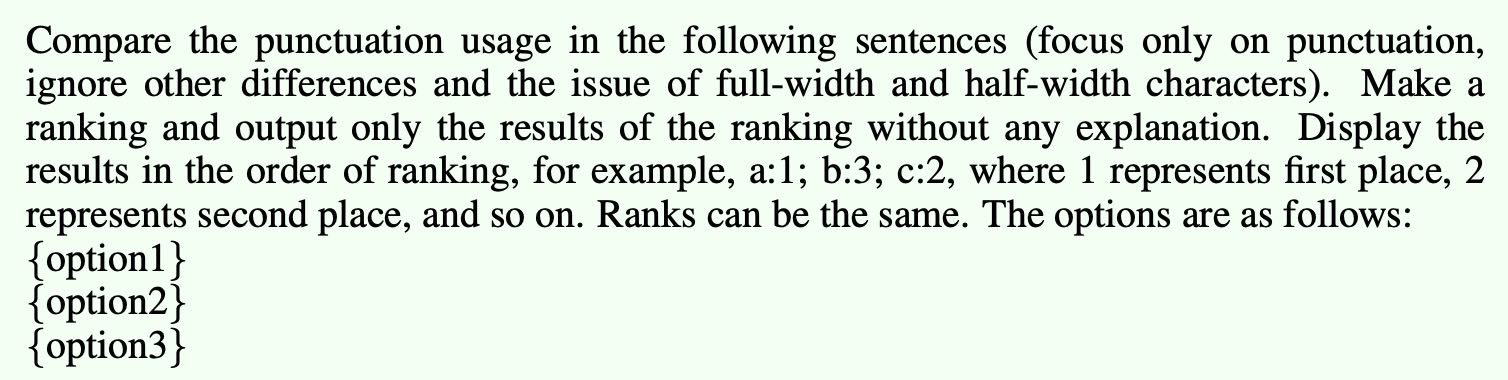 Compare the punctuation usage in the following sentences (focus only on punctuation,
ignore other differences and the issue of full-width and half-width characters). Make a
ranking and output only the results of the ranking without any explanation. Display the
results in the order of ranking, for example, a:1; b:3; c:2, where 1 represents first place, 2
represents second place, and so on. Ranks can be the same. The options are as follows:
{option1}
{option2}
{option3}